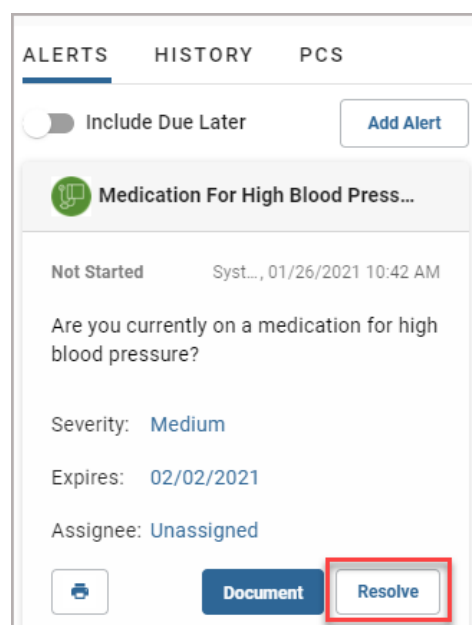 ALERTS HISTORY PCS
Include Due Later Add Alert
Medication For High Blood Press...
Not Started Syst..., 01/26/2021 10:42 AM
Are you currently on a medication for high
blood pressure?
Severity: Medium
Expires: 02/02/2021
Assignee: Unassigned
Document Resolve